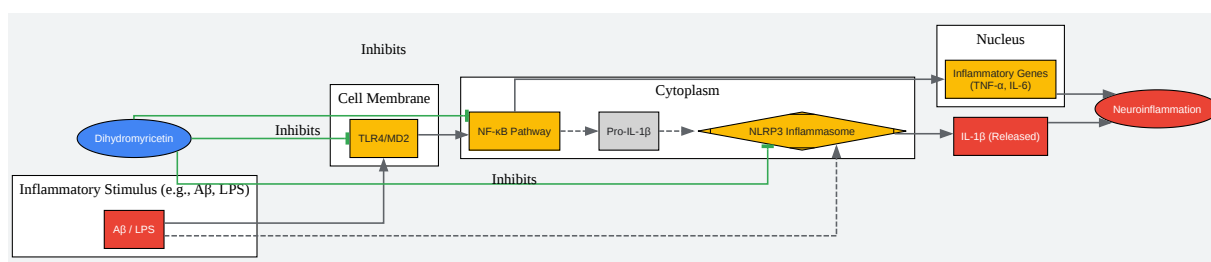 Nucleus
Inhibits
Inflammatory Genes
(TNF-α, IL-6)
Cell Membrane
Cytoplasm
Neuroinflammation
Dihydromyricetin
Inhibits
TLR4/MD2
NF-κB Pathway
Pro-IL-1β
NLRP3 Inflammasome
IL-1β (Released)
Inhibits
Inflammatory Stimulus (e.g., Aβ, LPS)
Aβ / LPS